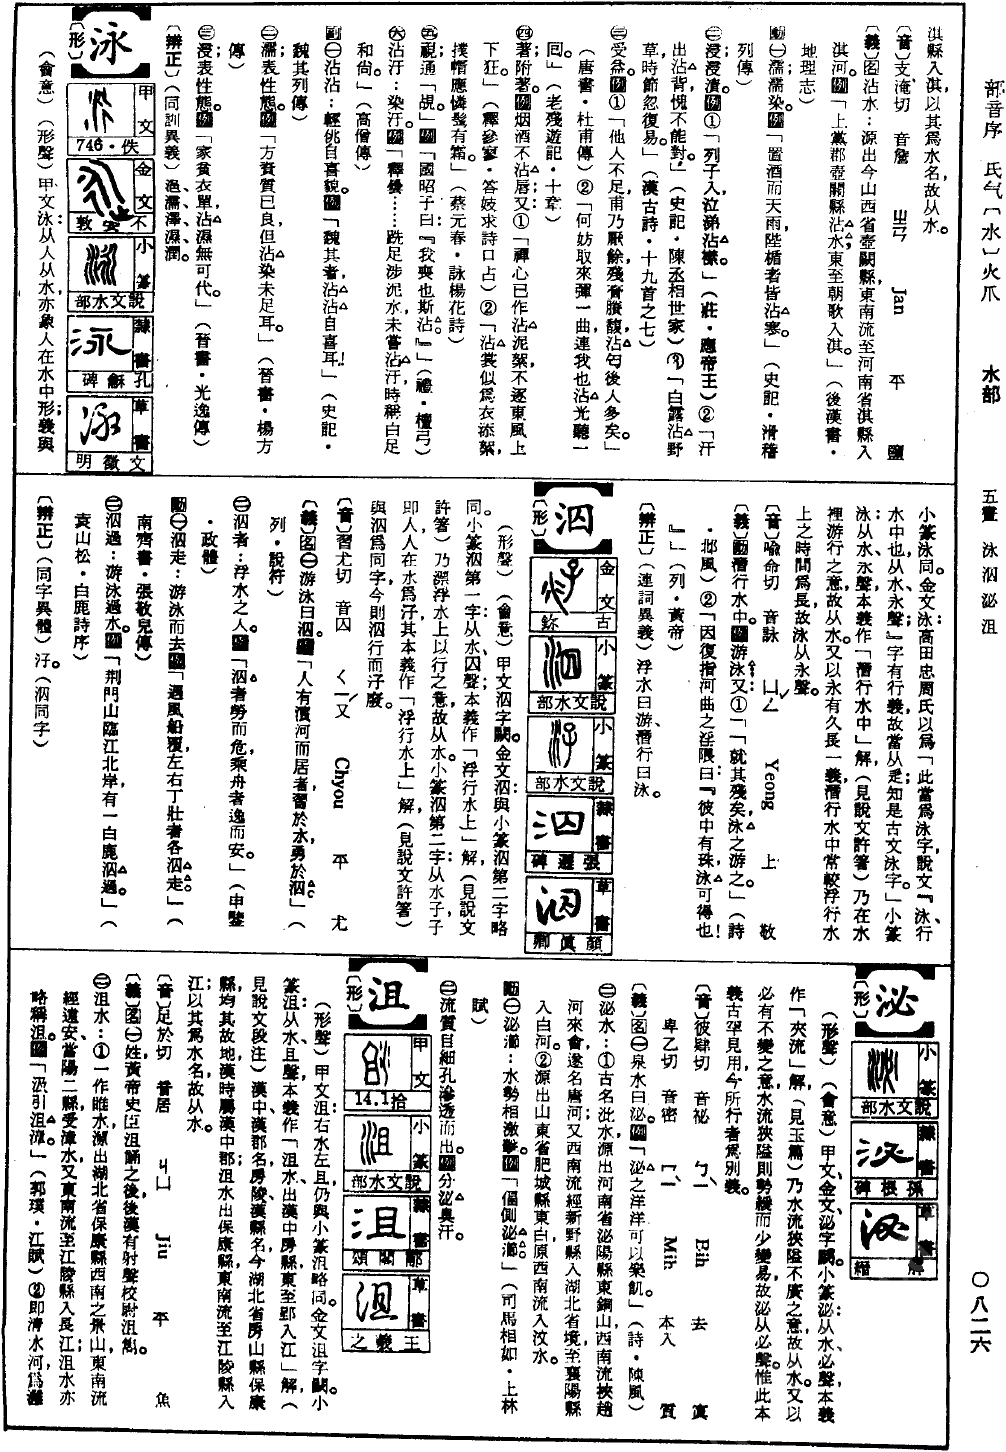 部首序 氏气〔水〕火爪 水部 五畫 泳泅泌沮 〇八二六
淇縣入淇以其爲水名故从水。
〔音〕支淹切 音詹 ㄓㄢ Jan 平 鹽
〔義〕名沾水：源出今山西省壺關縣東南流至河南省淇縣入
淇河。例「上黨郡壺關縣沾水東至朝歌入淇。」（後漢書・
地理志）
動㊀濡濡染。例「置酒而天雨陛楯者皆沾寒。」（史記・滑稽
列傳）
㊁浸漬。例①「列子入泣涕沾襟。」（莊・應帝王）②「汗
出沾背愧不能對。」（史記・陳丞相世家）③「白露沾野
草時節忽復易。」（漢古詩・十九首之七）
㊂受益。例①「他人不足甫乃厭餘殘膏賸馥沾匄後人多矣。」
（唐書・杜甫傳）②「何妨取來彈一曲連我也沾光聽一
回。」（老殘遊記・十章）
㊃著附著。例烟酒不沾唇又①「禪心已作沾泥絮不逐東風上
下狂。」（釋參寥・答妓求詩口占）②「沾裳似爲衣添絮，
撲帽應憐鬢有霜。」（蔡元春・詠楊花詩）
㊄視通「覘。」例「國昭子曰：『我喪也斯沾。』」（禮・檀弓）
㊅沾汙：染汙。例「釋曇……跣足涉泥水未嘗沾汙時稱白足
和尚。」（高僧傳）
副㊀沾沾：輕佻自喜貌。例「魏其者沾沾自喜耳！」（史記・
魏其列傳）
㊁濡表性態。例「方資質已良但沾染未足耳。」（晉書・楊方
傳）
㊂浸表性態。例「家貧衣單沾濕無可代。」（晉書・光逸傳）
〔辨正〕（同訓異義）浥、濡、濕、潤。
泳
〔形〕
甲文 佚・746
金文 不𡢁敦
小篆 說文水部
隸書 孔龢碑
草書 文徵明
（會意）（形聲）甲文泳：从人从水亦象人在水中形義與
小篆泳同。金文泳：高田忠周氏以爲「此當爲泳字說文『泳行
水中也从水永聲』字有行義故當从辵；知是古文泳字。」小篆
泳：从水永聲本義作「潛行水中」解，（見說文許箸）乃在水
裡游行之意，故从水。又以永有久長一義潛行水中常較浮行水
上之時間爲長故泳从永聲。
〔音〕喩命切 音詠 ㄩㄥˇ Yeong 上 敬
〔義〕動潛行水中。例游泳又：①「就其殘矣泳之游之。」（詩
・邶風）②「因復指河曲之淫隈曰：『彼中有珠泳可得也！
』」（列・黃帝）
〔辨正〕（連詞異義）浮水曰游潛行曰泳。
泅
〔形〕
金文 古鉨
小篆 說文水部
小篆 說文水部
隸書 張遷碑
草書 顏眞卿
（形聲）（會意）甲文泅字闕。金文泅：與小篆泅第二字略
同。小篆泅第一字：从水囚聲，本義作「浮行水上」解，（見說文
許箸）乃漂浮水上以行之意，故从水。小篆泅第二字：从水子子
即人人在水爲汓其本義作「浮行水上」解（見說文許箸）
與泅爲同字今則泅行而汓廢。
〔音〕習尤切 音囚 ㄑㄧㄡˊ Chyou 平 尤
〔義〕名㊀游泳曰泅。例「人有濱河而居者習於水勇於泅。」（
列・說符）
㊁泅者：浮水之人。例「泅者勞而危乘舟者逸而安。」（申鑒
・政體）
動㊀泅走：游泳而去例「遇風船覆左右丁壯者各泅走。」（
南齊書・張敬兒傳）
㊁泅過：游泳過水。例「荆門山臨江北岸有一白鹿泅過。」（
袁山松・白鹿詩序）
〔辨正〕（同字異體）汓。（泅同字）
泌
〔形〕
小篆 說文水部
隸書 孫根碑
草書 解縉
（形聲）（會意）甲文金文泌字闕。小篆泌：从水必聲本義
作「夾流」解，（見玉篇）乃水流狹隘不廣之意，故从水。又以
必有不變之意水流狹隘則勢緩而少變易故泌从必聲。惟此本
義古罕見用今所行者爲別義。
〔音〕彼肄切 音祕 ㄅㄧˋ Bih 去 寘
卑乙切 音密 ㄇㄧˋ Mih 本入 質
〔義〕名㊀泉水曰泌。例「泌之洋洋可以樂飢。」（詩・陳風）
㊁泌水：①古名泚水源出河南省泌陽縣東銅山西南流挾趙
河來會遂名唐河又西南流經新野縣入湖北省境至襄陽縣
入白河。②源出山東省肥城縣東白原西南流入汶水。
動㊀泌瀄：水勢相激擊。例「偪側泌瀄。」（司馬相如・上林
賦）
㊁流質自細孔滲透而出。例分泌臭汗。
沮
〔形〕
甲文 拾14.1
小篆 說文水部
隸書 郙閣頌
草書 王羲之
（形聲）甲文沮：右水左且仍與小篆沮略同。金文沮字闕。小
篆沮从水且聲，本義作「沮水出漢中房縣東至郢入江」解，（
見說文段注）漢中漢郡名房陵漢縣名今湖北省房山縣保康
縣均其故地漢時屬漢中郡沮水出保康縣東南流至江陵縣入
江；以其爲水名故从水。
〔音〕足於切 音居 ㄐㄩ Jiu 平 魚
〔義〕名㊀姓，黃帝史臣沮誦之後後漢有射聲校尉沮雋。
㊁沮水：①一作雎水源出湖北省保康縣西南之景山東南流
經遠安、當陽二縣受漳水又東南流至江陵縣入長江；沮水亦
略稱沮。例「汲引沮漳。」（郭璞・江賦）②即清水河爲灉